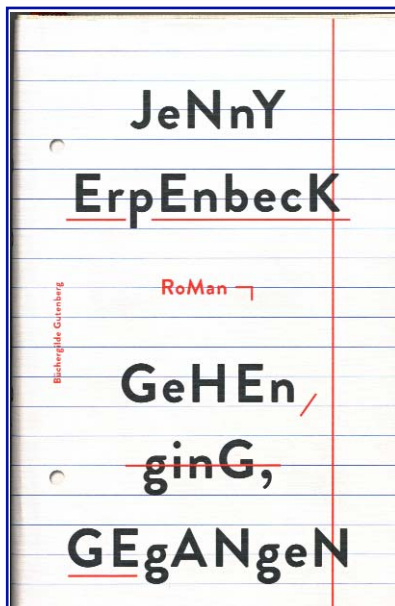 JeNnY
ErpEnbecK
RoMan
Büchergilde Gutenberg
GeHEn
ginG,
GEgANgeN